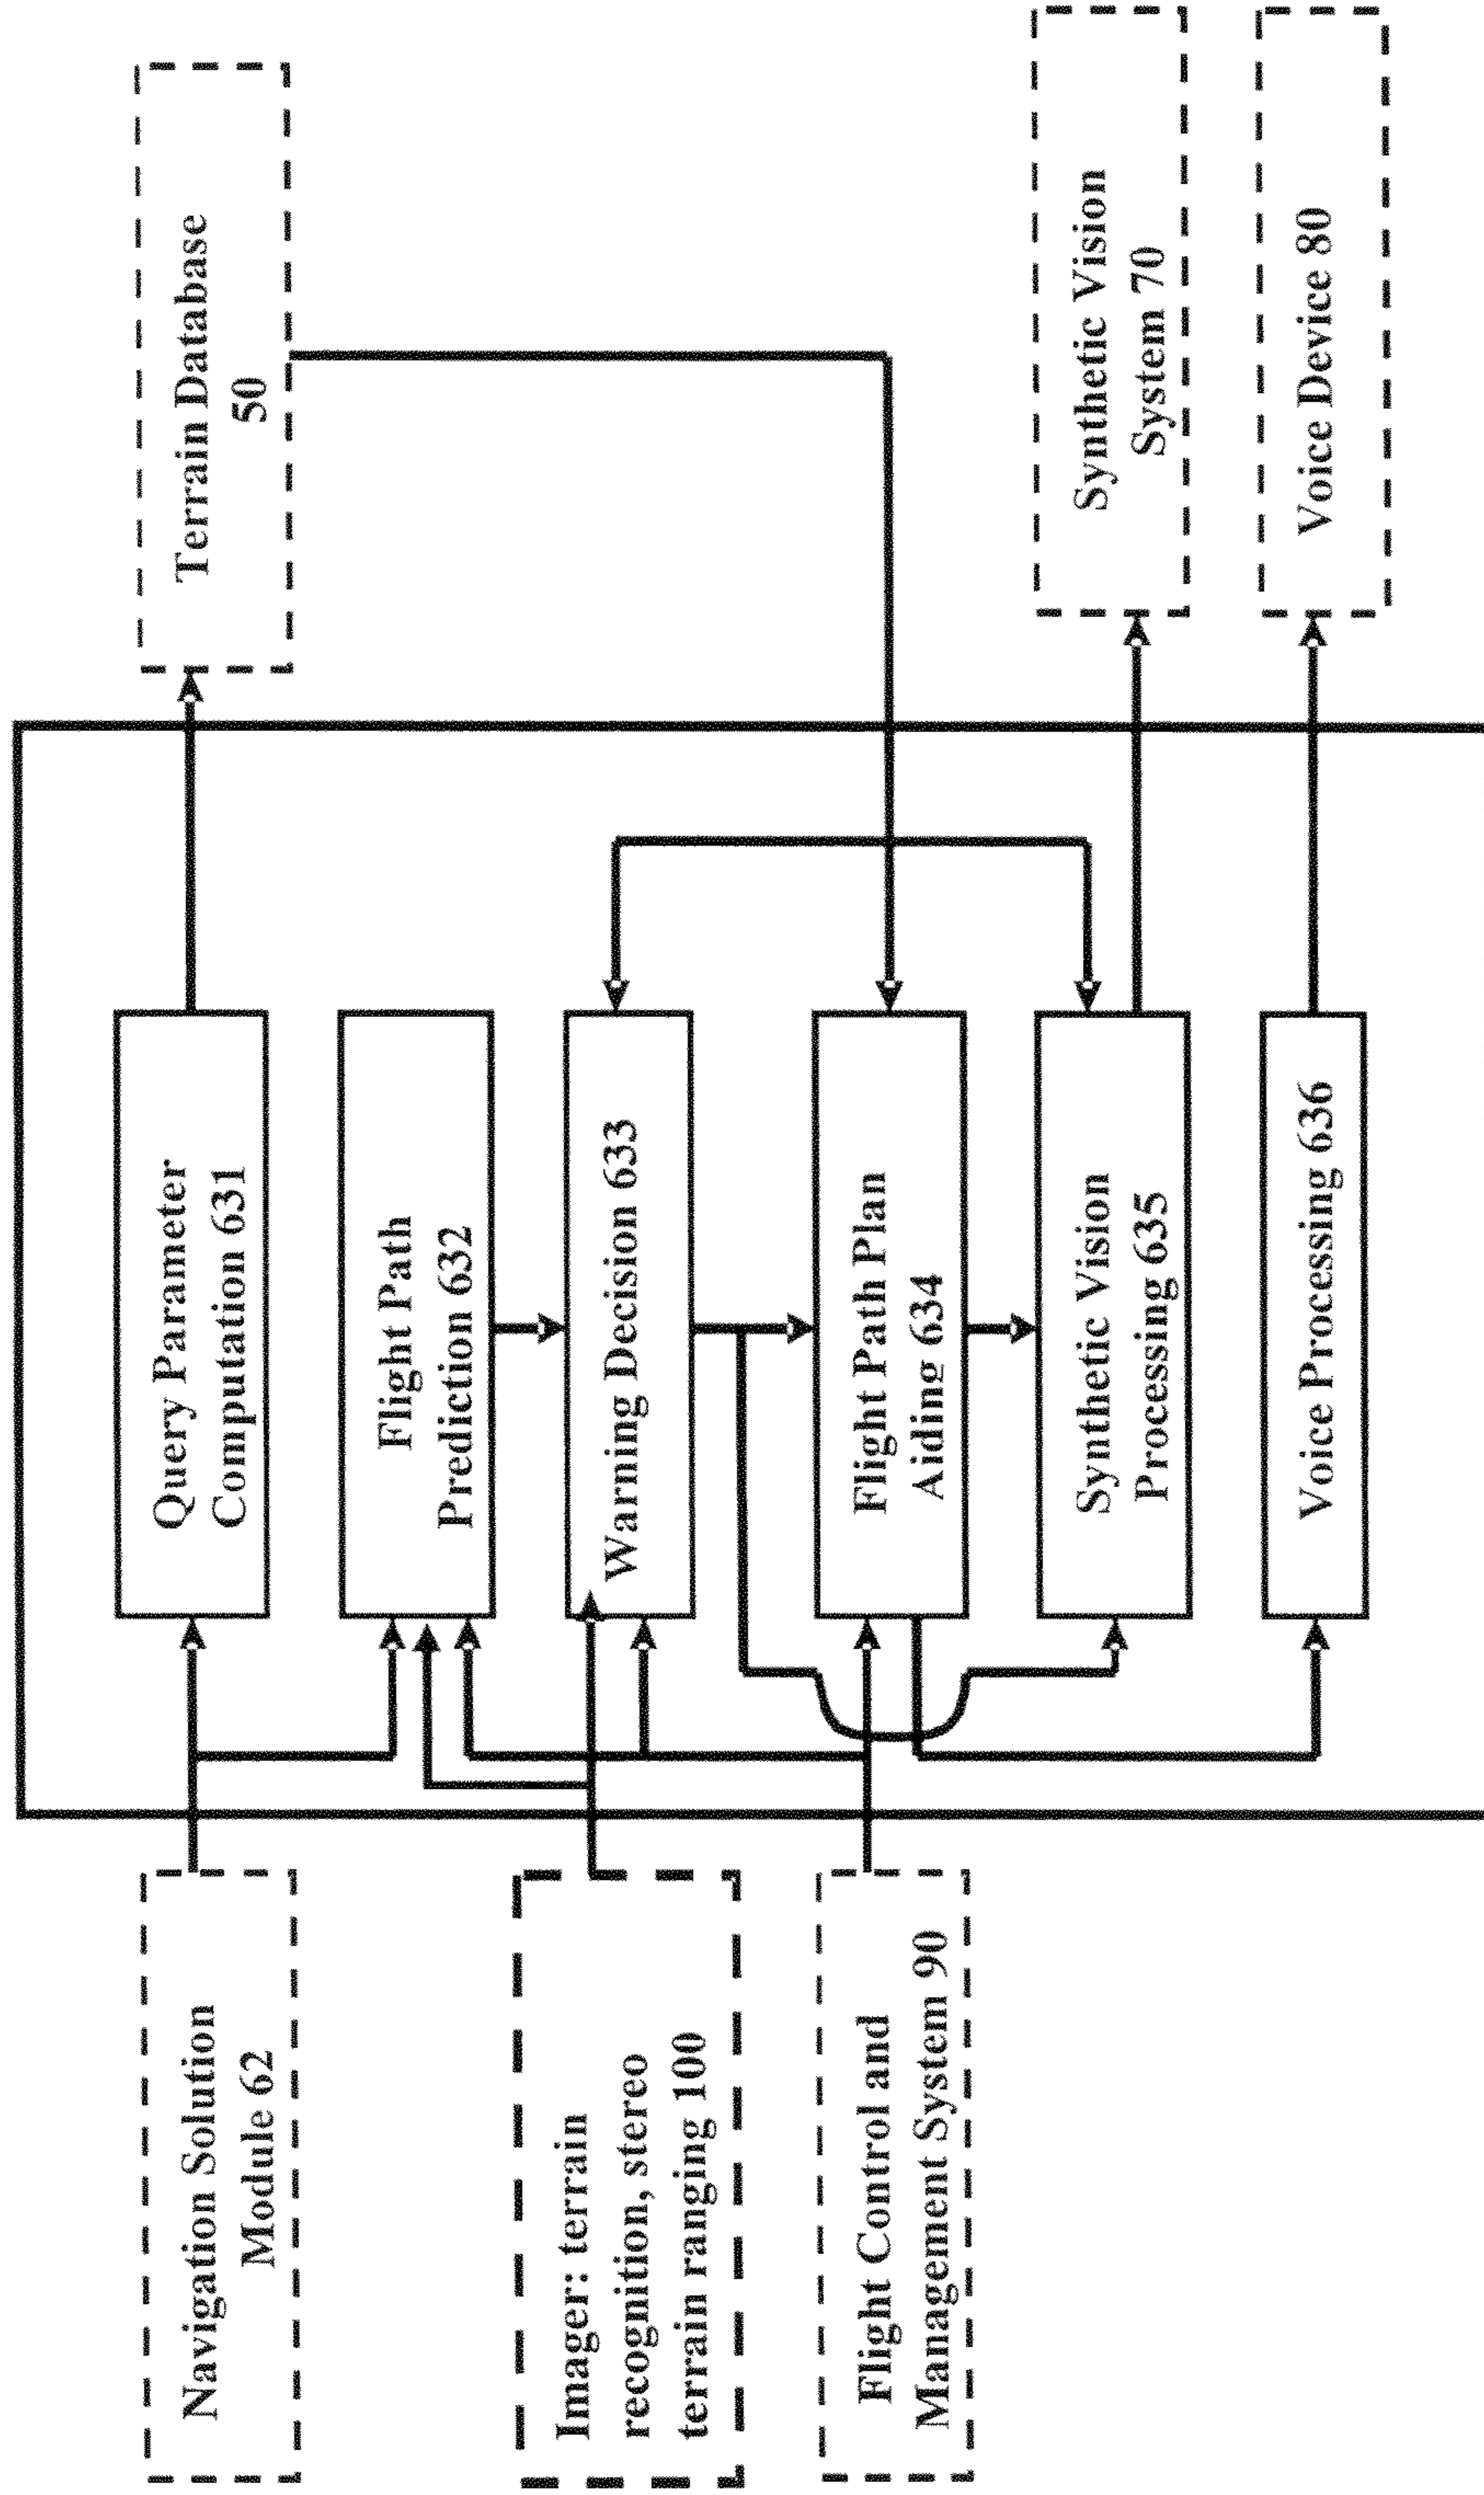 Navigation Solution
Module 62
Imager: terrain
recognition, stereo
terrain ranging 100
Flight Control and
Management System 90
Query Parameter
Computation 631
Flight Path
Prediction 632
Warning Decision 633
Flight Path Plan
Aiding 634
Synthetic Vision
Processing 635
Voice Processing 636
Terrain Database
50
Synthetic Vision
System 70
Voice Device 80